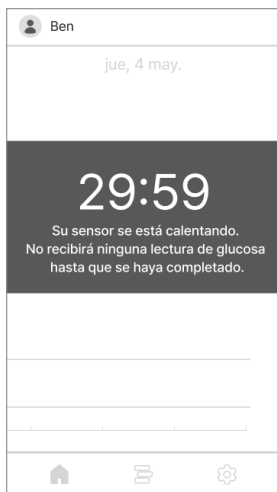 Ben
jue, 4 may.
29:59
Su sensor se está calentando.
No recibirá ninguna lectura de glucosa
hasta que se haya completado.